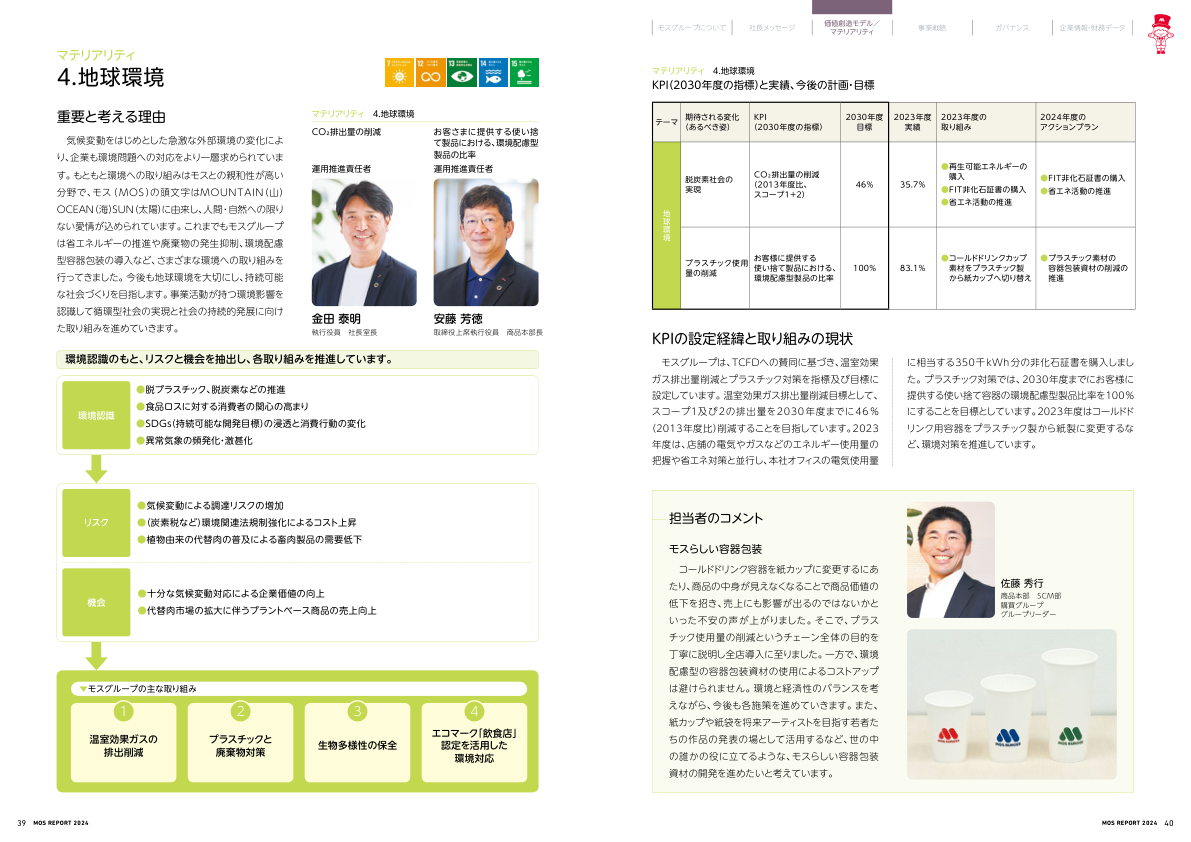 マテリアリティ
4.地球環境
7
12
13
14
15
重要と考える理由
気候変動をはじめとした急激な外部環境の変化によ
り、企業も環境問題への対応をより一層求められていま
す。もともと環境への取り組みはモスとの親和性が高い
分野で、モス（MOS）の頭文字はMOUNTAIN（山）
OCEAN（海）SUN（太陽）に由来し、人間・自然への限り
ない愛情が込められています。これまでもモスグループ
は省エネルギーの推進や廃棄物の発生抑制、環境配慮
型容器包装の導入など、さまざまな環境への取り組みを
行ってきました。今後も地球環境を大切にし、持続可能
な社会づくりを目指します。事業活動が持つ環境影響を
認識して循環型社会の実現と社会の持続的発展に向け
た取り組みを進めていきます。
マテリアリティ 4.地球環境
CO₂排出量の削減
運用推進責任者
金田 泰明
執行役員 社長室長
お客さまに提供する使い捨
て製品における、環境配慮型
製品の比率
運用推進責任者
安藤 芳徳
取締役上席執行役員 商品本部長
環境認識のもと、リスクと機会を抽出し、各取り組みを推進しています。
環境認識
●脱プラスチック、脱炭素などの推進
●食品ロスに対する消費者の関心の高まり
●SDGs（持続可能な開発目標）の浸透と消費行動の変化
●異常気象の頻発化・激甚化
リスク
●気候変動による調達リスクの増加
●（炭素税など）環境関連法規制強化によるコスト上昇
●植物由来の代替肉の普及による畜肉製品の需要低下
機会
●十分な気候変動対応による企業価値の向上
●代替肉市場の拡大に伴うプラントベース商品の売上向上
▼モスグループの主な取り組み
1
温室効果ガスの
排出削減
2
プラスチックと
廃棄物対策
3
生物多様性の保全
4
エコマーク「飲食店」
認定を活用した
環境対応
39 MOS REPORT 2024
モスグループについて
社長メッセージ
価値創造モデル／
マテリアリティ
事業戦略
ガバナンス
企業情報・財務データ
マテリアリティ 4.地球環境
KPI（2030年度の指標）と実績、今後の計画・目標
テーマ
期待される変化
（あるべき姿）
KPI
（2030年度の指標）
2030年度
目標
2023年度
実績
2023年度の
取り組み
2024年度の
アクションプラン
地球環境
脱炭素社会の
実現
CO₂排出量の削減
（2013年度比、
スコープ1+2）
46%
35.7%
●再生可能エネルギーの
購入
●FIT非化石証書の購入
●省エネ活動の推進
●FIT非化石証書の購入
●省エネ活動の推進
プラスチック使用
量の削減
お客様に提供する
使い捨て製品における、
環境配慮型製品の比率
100%
83.1%
●コールドドリンクカップ
素材をプラスチック製
から紙カップへ切り替え
●プラスチック素材の
容器包装資材の削減の
推進
KPIの設定経緯と取り組みの現状
モスグループは、TCFDへの賛同に基づき、温室効果
ガス排出量削減とプラスチック対策を指標及び目標に
設定しています。温室効果ガス排出量削減目標として、
スコープ1及び2の排出量を2030年度までに46%
（2013年度比）削減することを目指しています。2023
年度は、店舗の電気やガスなどのエネルギー使用量の
把握や省エネ対策と並行し、本社オフィスの電気使用量
に相当する350千kWh分の非化石証書を購入しまし
た。プラスチック対策では、2030年度までにお客様に
提供する使い捨て容器の環境配慮型製品比率を100%
にすることを目標としています。2023年度はコールドド
リンク用容器をプラスチック製から紙製に変更するな
ど、環境対策を推進しています。
担当者のコメント
モスらしい容器包装
コールドドリンク容器を紙カップに変更するにあ
たり、商品の中身が見えなくなることで商品価値の
低下を招き、売上にも影響が出るのではないかと
いった不安の声が上がりました。そこで、プラス
チック使用量の削減というチェーン全体の目的を
丁寧に説明し全店導入に至りました。一方で、環境
配慮型の容器包装資材の使用によるコストアップ
は避けられません。環境と経済性のバランスを考
えながら、今後も各施策を進めていきます。また、
紙カップや紙袋を将来アーティストを目指す若者た
ちの作品の発表の場として活用するなど、世の中
の誰かの役に立てるような、モスらしい容器包装
資材の開発を進めたいと考えています。
佐藤 秀行
商品本部 SCM部
購買グループ
グループリーダー
MOS BURGER
MOS BURGER
MOS BURGER
MOS REPORT 2024 40